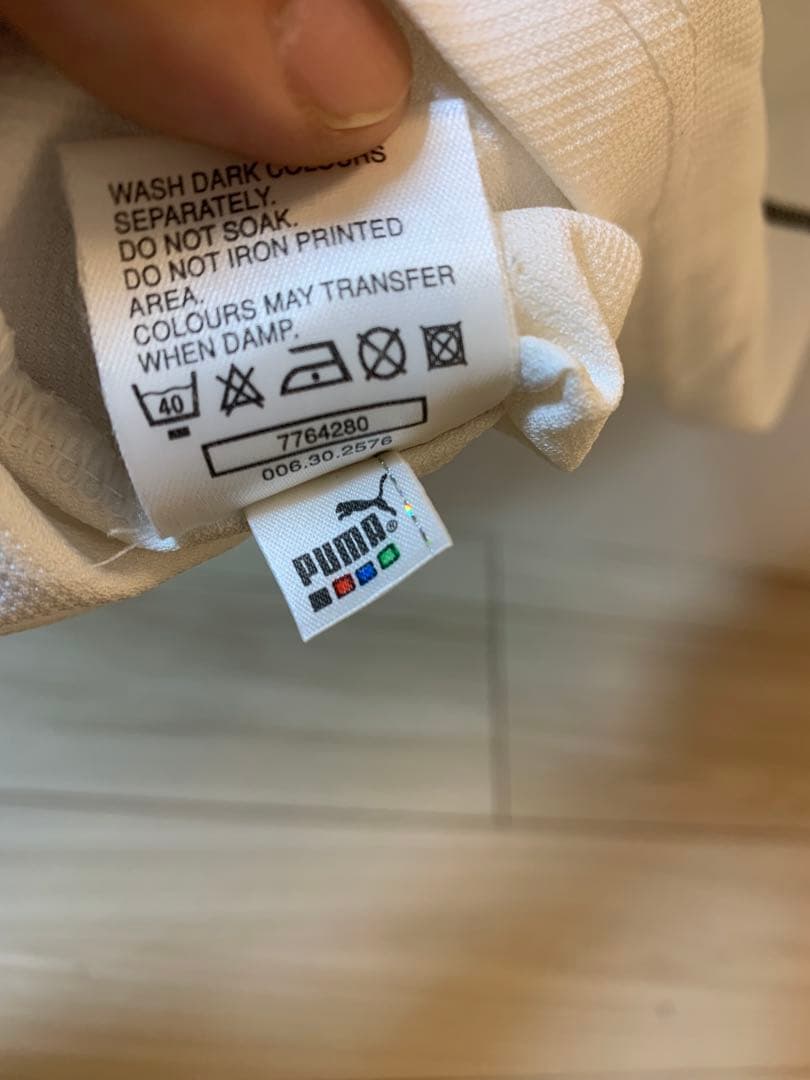 WASH DARK COLOURS
SEPARATELY.
DO NOT SOAK.
DO NOT IRON PRINTED
AREA.
COLOURS MAY TRANSFER
WHEN DAMP.
40
7764280
006.30.2576
PUMA®